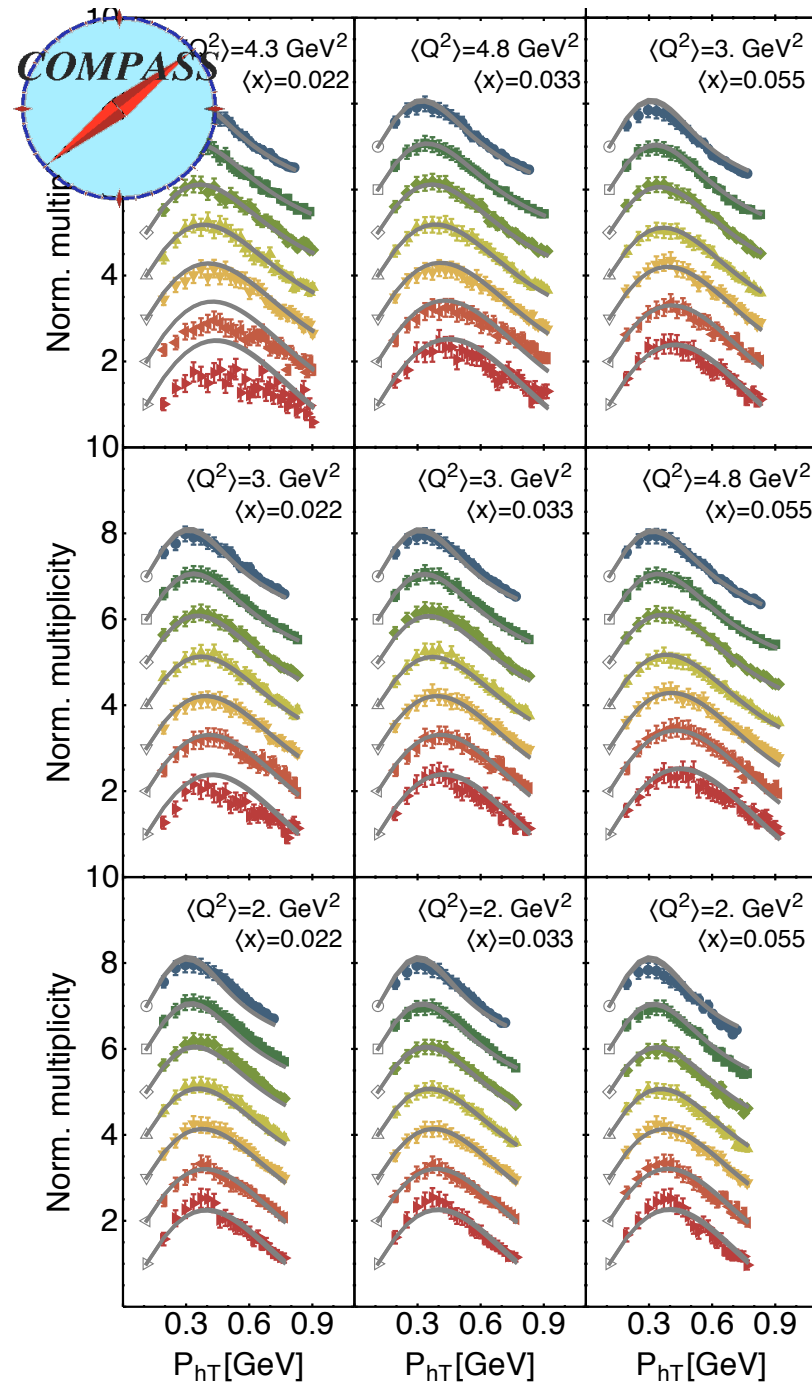 10
COMPASS
⟨Q²⟩=4.3 GeV²
⟨x⟩=0.022
⟨Q²⟩=4.8 GeV²
⟨x⟩=0.033
⟨Q²⟩=3. GeV²
⟨x⟩=0.055
Norm. multipl
4
2
10
⟨Q²⟩=3. GeV²
⟨x⟩=0.022
⟨Q²⟩=3. GeV²
⟨x⟩=0.033
⟨Q²⟩=4.8 GeV²
⟨x⟩=0.055
Norm. multiplicity
8
6
4
2
10
⟨Q²⟩=2. GeV²
⟨x⟩=0.022
⟨Q²⟩=2. GeV²
⟨x⟩=0.033
⟨Q²⟩=2. GeV²
⟨x⟩=0.055
Norm. multiplicity
8
6
4
2
0.3 0.6 0.9 0.3 0.6 0.9 0.3 0.6 0.9
P_hT[GeV] P_hT[GeV] P_hT[GeV]